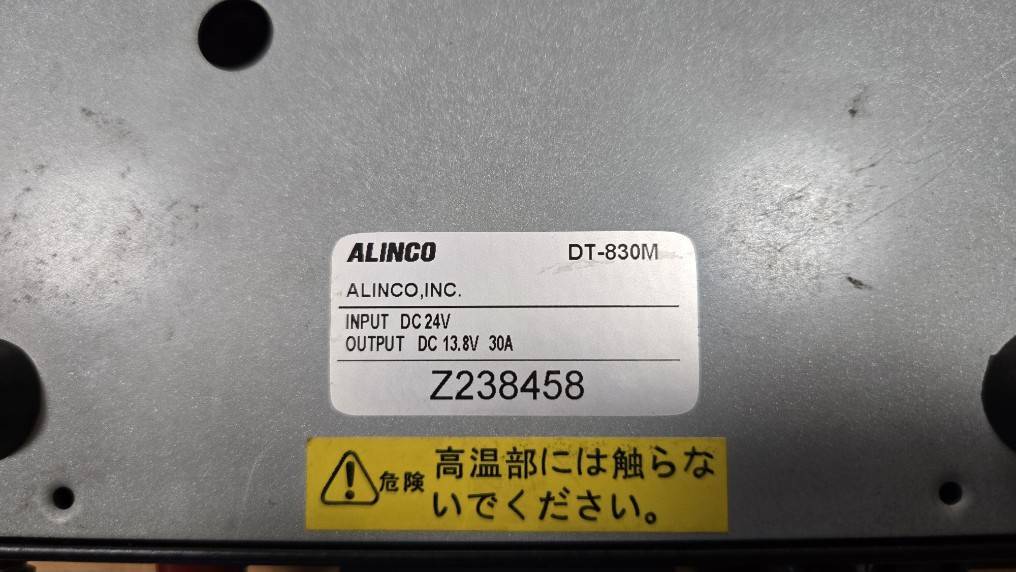 ALINCO DT-830M
ALINCO,INC.
INPUT DC 24V
OUTPUT DC 13.8V 30A
Z238458
危険 高温部には触らな
いでください。